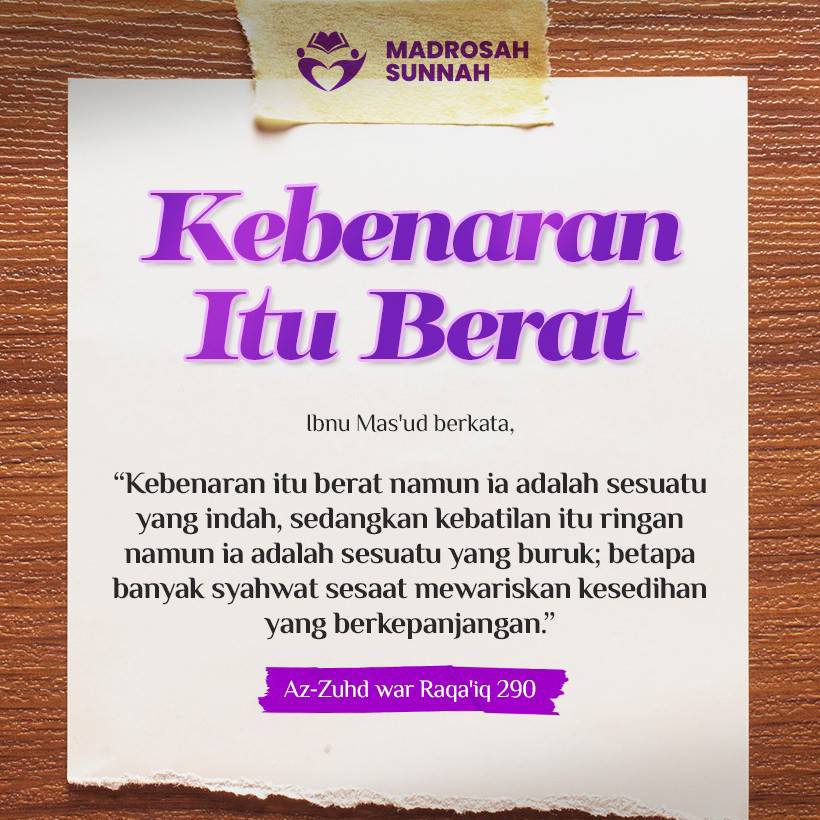 MADROSAH
SUNNAH
Kebenaran
Itu Berat
Ibnu Mas'ud berkata,
“Kebenaran itu berat namun ia adalah sesuatu
yang indah, sedangkan kebatilan itu ringan
namun ia adalah sesuatu yang buruk; betapa
banyak syahwat sesaat mewariskan kesedihan
yang berkepanjangan.”
Az-Zuhd war Raqa'iq 290